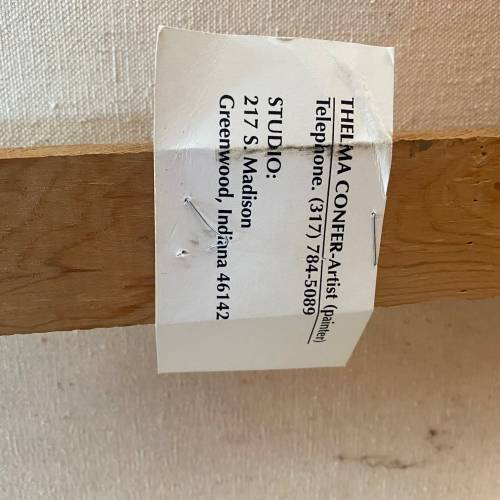 THELMA CONFER-Artist (painter)
Telephone. (317) 784-5089
STUDIO:
217 S. Madison
Greenwood, Indiana 46142